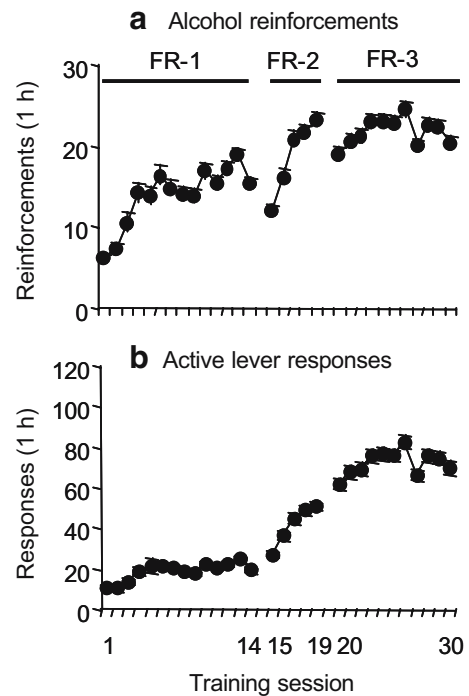 a Alcohol reinforcements
FR-1 FR-2 FR-3
Reinforcements (1 h)
30
20
10
0
b Active lever responses
Responses (1 h)
120
100
80
60
40
20
0
1 14 15 19 20 30
Training session